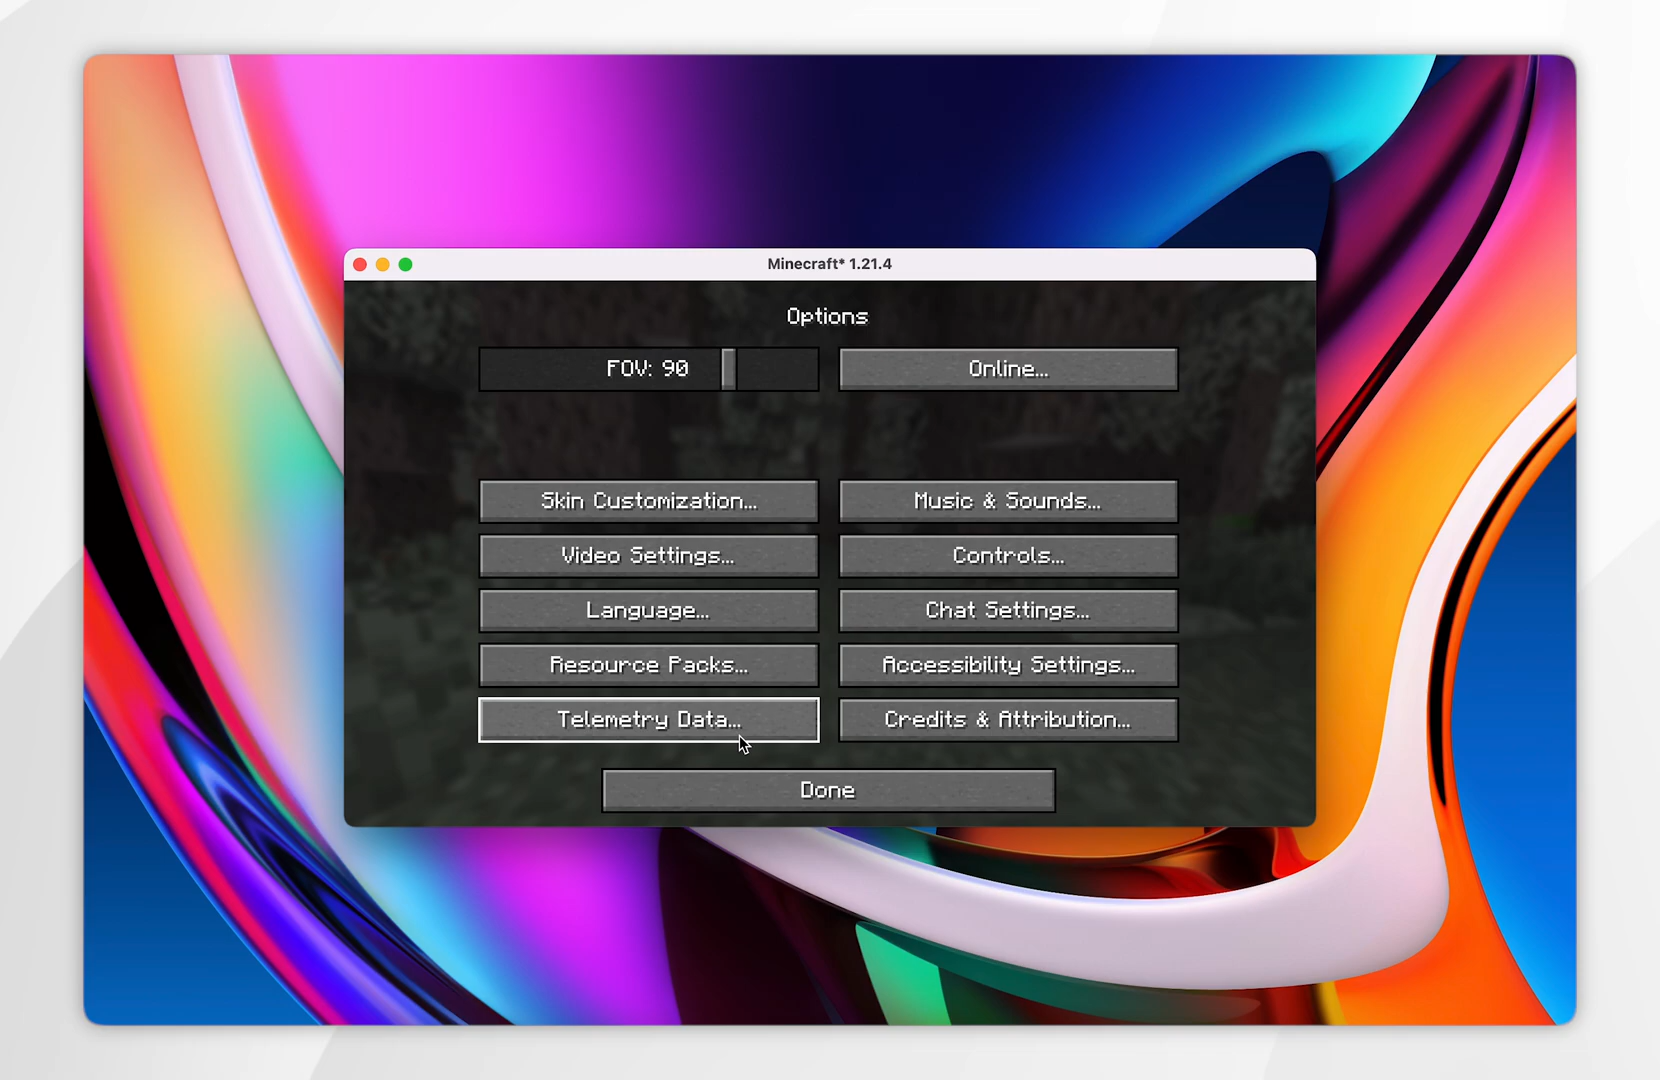 Minecraft* 1.21.4
Options
FOV: 90
Online...
Skin Customization...
Music & Sounds...
Video Settings...
Controls...
Language...
Chat Settings...
Resource Packs...
Accessibility Settings...
Telemetry Data...
Credits & Attribution...
Done